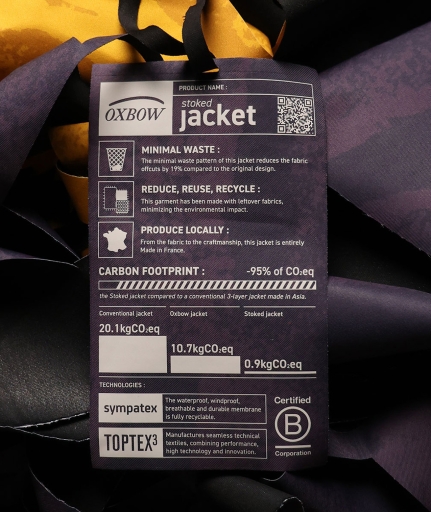 PRODUCT NAME :
OXBOW
stoked
jacket
MINIMAL WASTE :
The minimal waste pattern of this jacket reduces the fabric
offcuts by 19% compared to the original design.
REDUCE, REUSE, RECYCLE :
This garment has been made with leftover fabrics,
minimizing the environmental impact.
PRODUCE LOCALLY :
From the fabric to the craftmanship, this jacket is entirely
Made in France.
CARBON FOOTPRINT : -95% of CO₂eq
the Stoked jacket compared to a conventional 3-layer jacket made in Asia.
Conventional jacket Oxbow jacket Stoked jacket
20.1kgCO₂eq
10.7kgCO₂eq
0.9kgCO₂eq
TECHNOLOGIES :
sympatex
The waterproof, windproof,
breathable and durable membrane
is fully recyclable.
TOPTEX³
Manufactures seamless technical
textiles, combining performance,
high technology and innovation.
Certified
B
Corporation